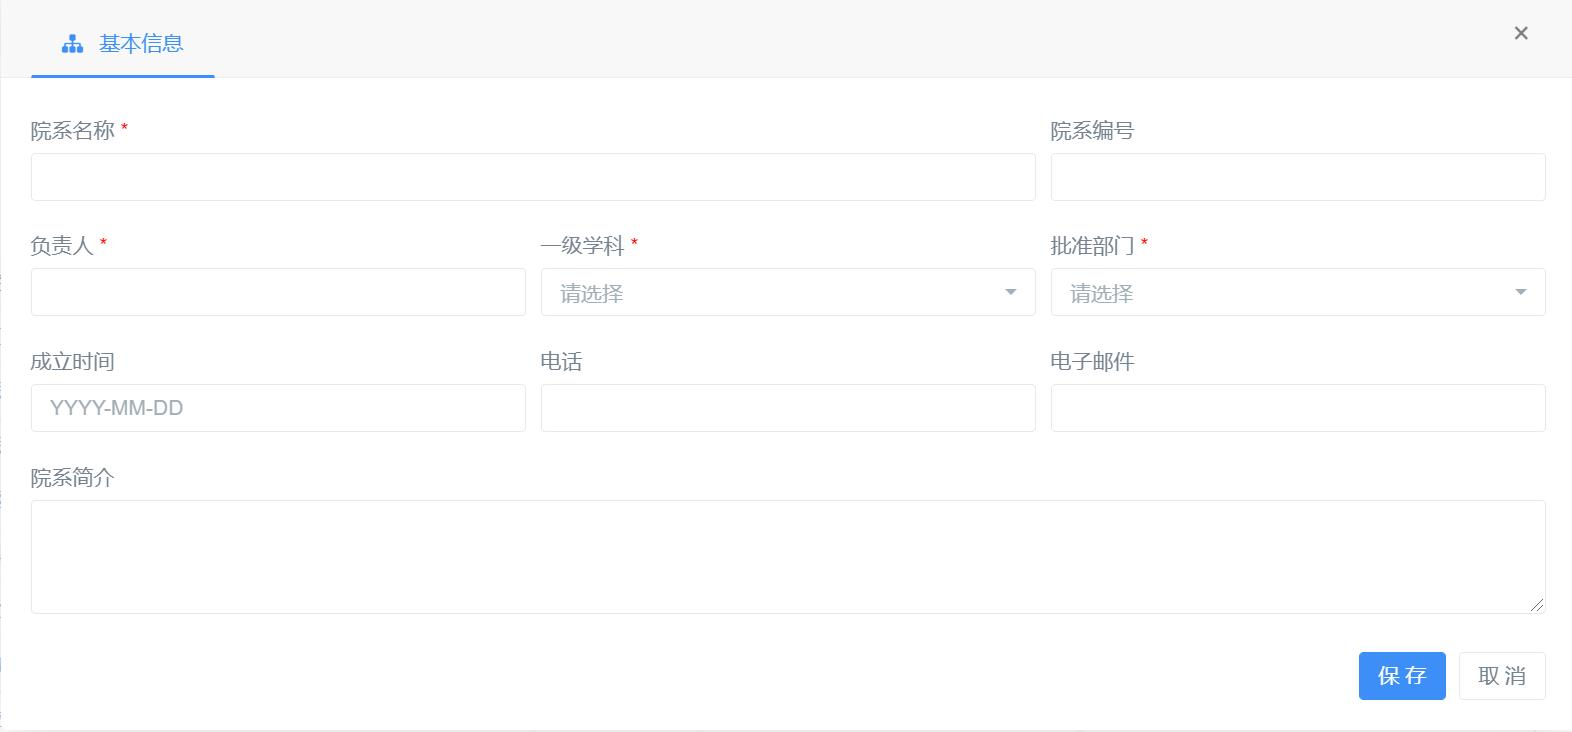 基本信息
院系名称 * 院系编号
负责人 * 一级学科 * 批准部门 *
请选择 请选择
成立时间 电话 电子邮件
YYYY-MM-DD
院系简介
保存 取消